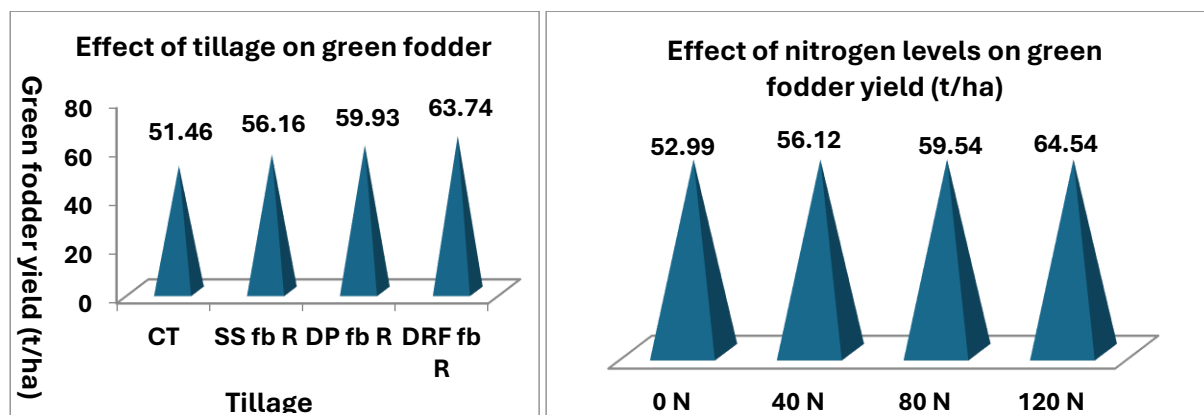 Effect of tillage on green fodder
Green fodder yield (t/ha)
80
60
40
20
0
51.46
56.16
59.93
63.74
CT
SS fb R
DP fb R
DRF fb
R
Tillage
Effect of nitrogen levels on green
fodder yield (t/ha)
52.99
56.12
59.54
64.54
0 N
40 N
80 N
120 N